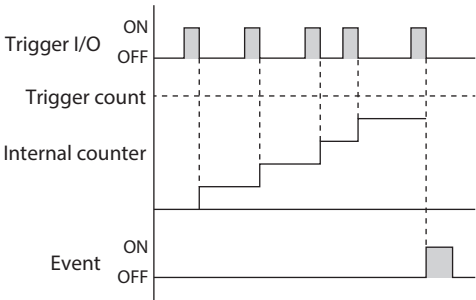 ON
Trigger I/O
OFF
Trigger count
Internal counter
ON
Event
OFF